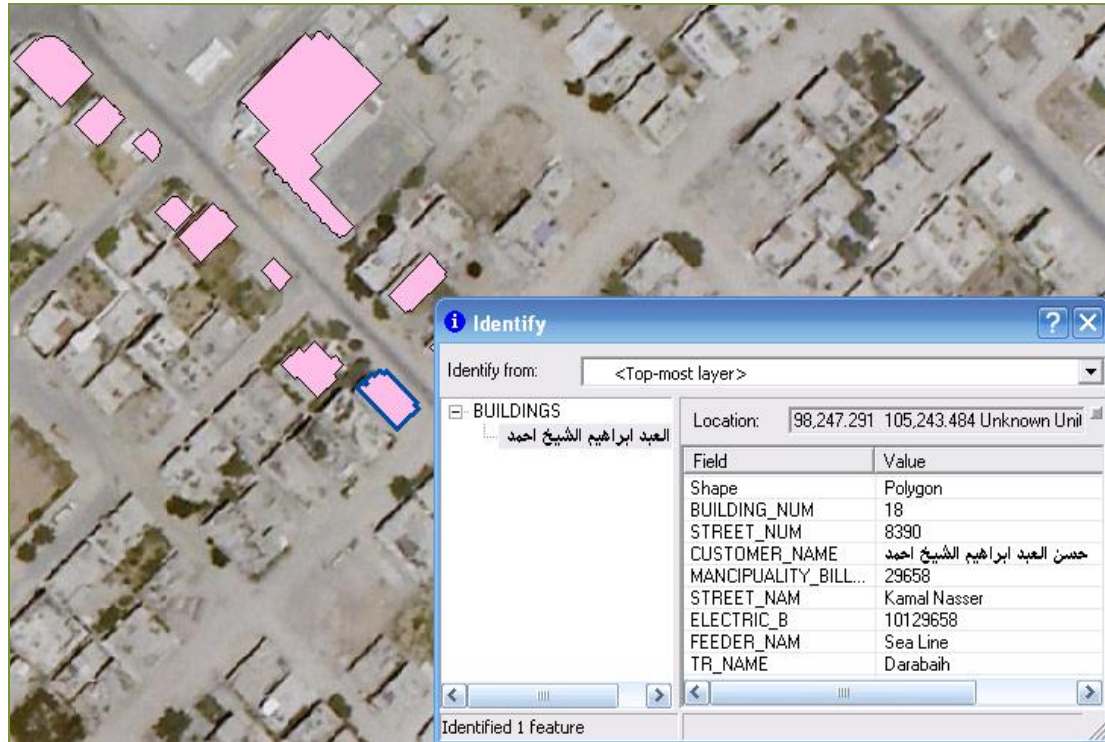 Identify
Identify from: <Top-most layer>
BUILDINGS
العبد ابراهيم الشيخ احمد
Location: 98,247.291 105,243.484 Unknown Unit
Field Value
Shape Polygon
BUILDING_NUM 18
STREET_NUM 8390
CUSTOMER_NAME حسن العبد ابراهيم الشيخ احمد
MANCIPUALITY_BILL... 29658
STREET_NAM Kamal Nasser
ELECTRIC_B 10129658
FEEDER_NAM Sea Line
TR_NAME Darabaih
Identified 1 feature